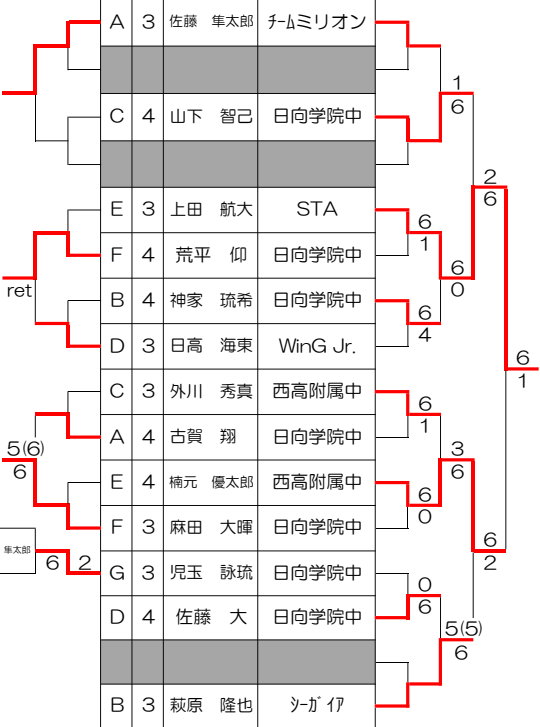 A 3 佐藤 隼太郎 チームミリオン
1
6
C 4 山下 智己 日向学院中
2
6
E 3 上田 航大 STA
6
1
F 4 荒平 仰 日向学院中
6
0
ret
B 4 神家 琉希 日向学院中
6
4
D 3 日高 海東 WinG Jr.
6
1
C 3 外川 秀真 西高附属中
6
1
A 4 古賀 翔 日向学院中
5(6)
6
3
6
E 4 楠元 優太郎 西高附属中
6
0
F 3 麻田 大暉 日向学院中
隼太郎
6 2
6
2
G 3 児玉 詠琉 日向学院中
0
6
D 4 佐藤 大 日向学院中
5(5)
6
B 3 萩原 隆也 シーガイア